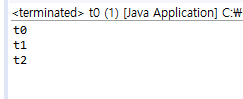 <terminated> t0 (1) [Java Application] C:₩
t0
t1
t2